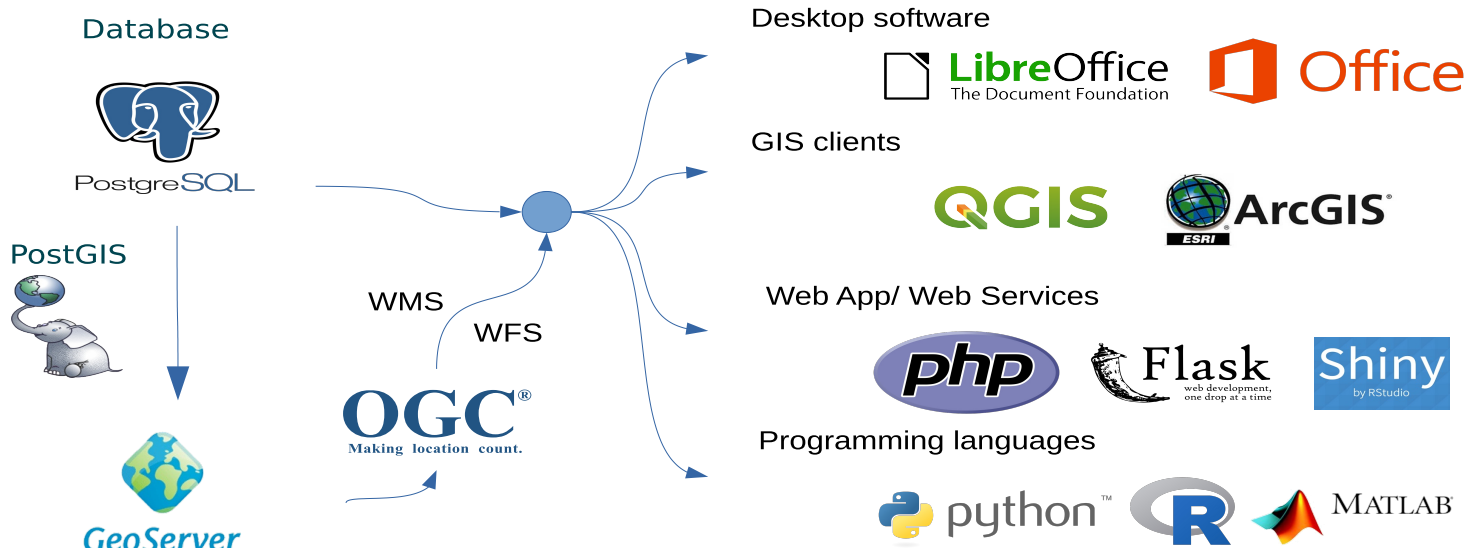 Database
PostgreSQL
PostGIS
GeoServer
WMS
WFS
OGC®
Making location count.
Desktop software
LibreOffice
The Document Foundation
Office
GIS clients
QGIS
ArcGIS®
ESRI
Web App/ Web Services
php
Flask
web development,
one drop at a time
Shiny
by RStudio
Programming languages
python™
R
MATLAB®